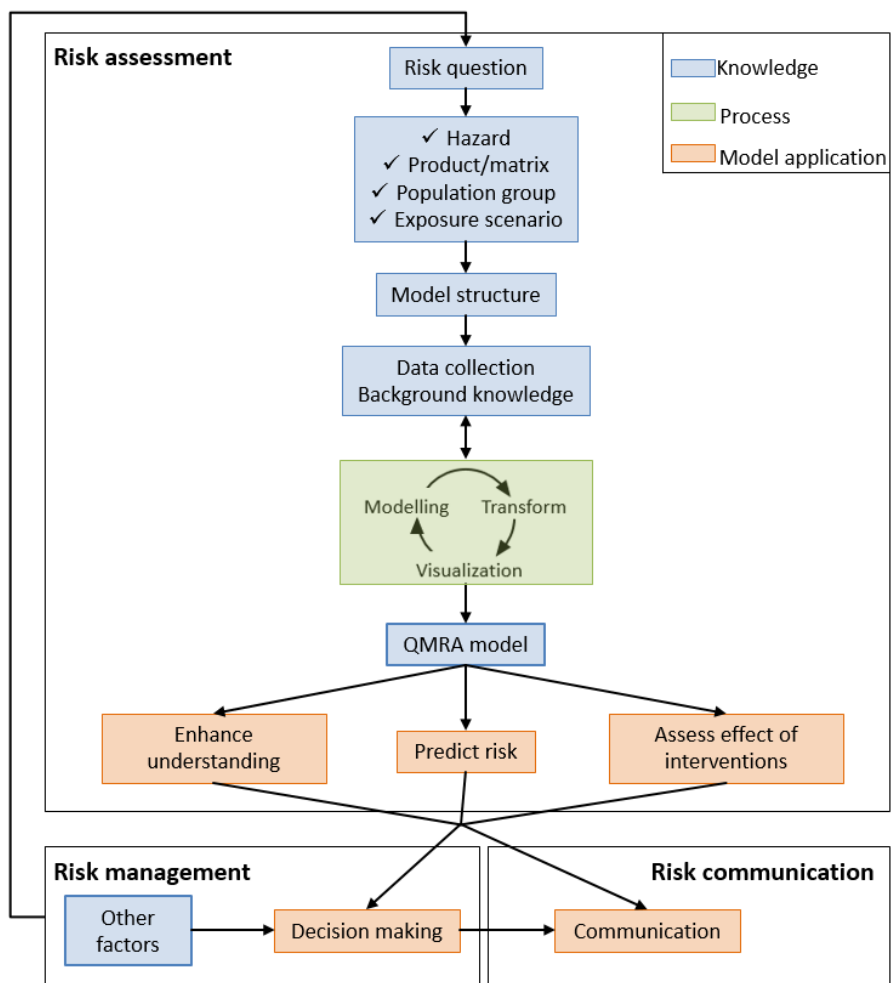 Risk assessment
Knowledge
Process
Model application
Risk question
✓ Hazard
✓ Product/matrix
✓ Population group
✓ Exposure scenario
Model structure
Data collection
Background knowledge
Modelling
Transform
Visualization
QMRA model
Enhance
understanding
Predict risk
Assess effect of
interventions
Risk management
Other
factors
Decision making
Risk communication
Communication